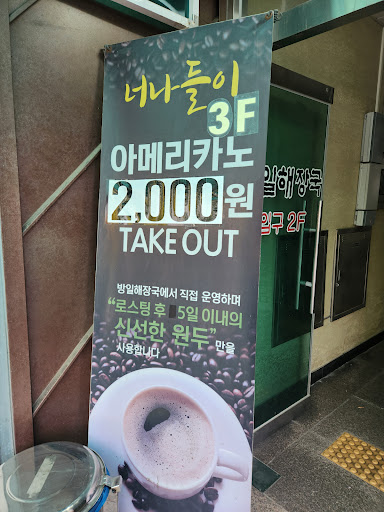 너나들이
3F
아메리카노
2,000원
TAKE OUT
방일해장국에서 직접 운영하며
“로스팅 후 5일 이내의
신선한 원두”만을
사용합니다
일해장국
입구 2F